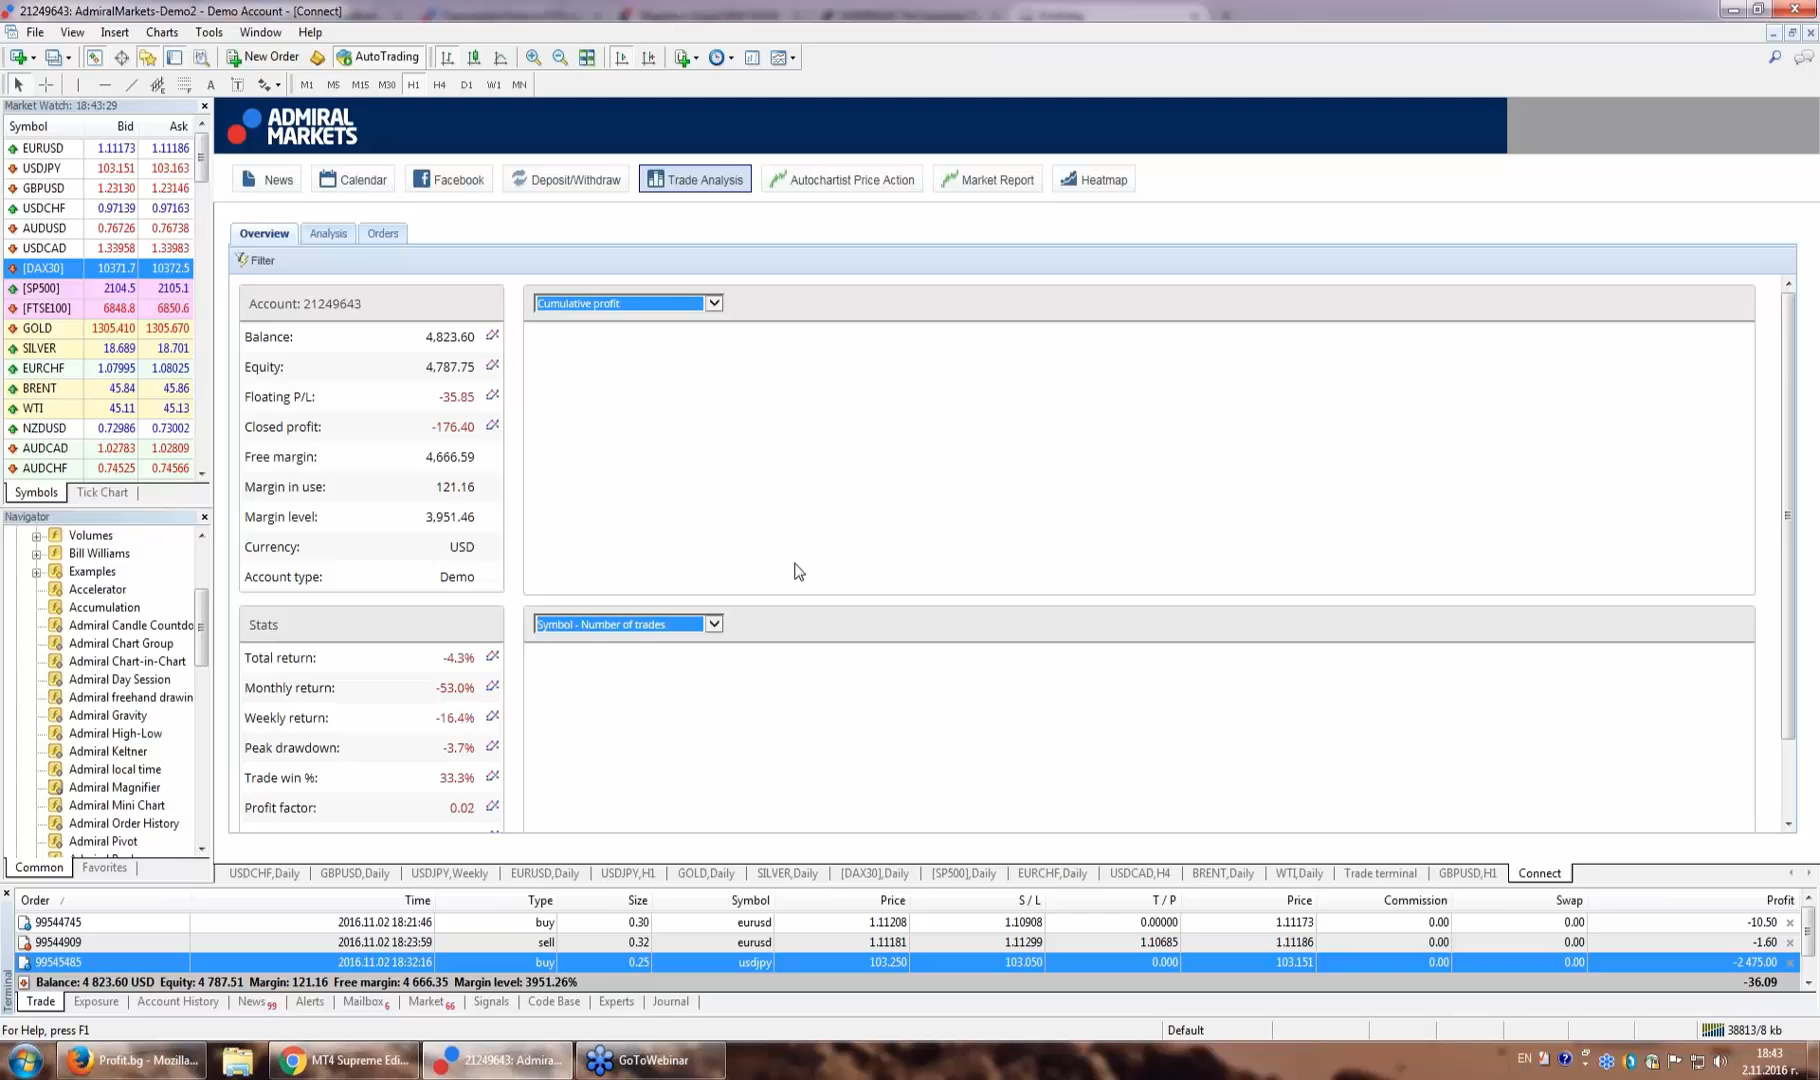 21249643: AdmiralMarkets-Demo2 - Demo Account - [Connect]
File View Insert Charts Tools Window Help
New Order AutoTrading
A T M1 M5 M15 M30 H1 H4 D1 W1 MN
Market Watch: 18:43:29
Symbol Bid Ask
EURUSD 1.11173 1.11186
USDJPY 103.151 103.163
GBPUSD 1.23130 1.23146
USDCHF 0.97139 0.97163
AUDUSD 0.76726 0.76738
USDCAD 1.33958 1.33983
[DAX30] 10371.7 10372.5
[SP500] 2104.5 2105.1
[FTSE100] 6848.8 6850.6
GOLD 1305.410 1305.670
SILVER 18.689 18.701
EURCHF 1.07995 1.08025
BRENT 45.84 45.86
WTI 45.11 45.13
NZDUSD 0.72986 0.73002
AUDCAD 1.02783 1.02809
AUDCHF 0.74525 0.74566
Symbols Tick Chart
Navigator
Volumes
Bill Williams
Examples
Accelerator
Accumulation
Admiral Candle Countdo
Admiral Chart Group
Admiral Chart-in-Chart
Admiral Day Session
Admiral freehand drawin
Admiral Gravity
Admiral High-Low
Admiral Keltner
Admiral local time
Admiral Magnifier
Admiral Mini Chart
Admiral Order History
Admiral Pivot
Common Favorites
ADMIRAL
MARKETS
News Calendar Facebook Deposit/Withdraw Trade Analysis Autochartist Price Action Market Report Heatmap
Overview Analysis Orders
Filter
Account: 21249643
Balance: 4,823.60
Equity: 4,787.75
Floating P/L: -35.85
Closed profit: -176.40
Free margin: 4,666.59
Margin in use: 121.16
Margin level: 3,951.46
Currency: USD
Account type: Demo
Cumulative profit
Stats
Total return: -4.3%
Monthly return: -53.0%
Weekly return: -16.4%
Peak drawdown: -3.7%
Trade win %: 33.3%
Profit factor: 0.02
Symbol - Number of trades
USDCHF,Daily GBPUSD,Daily USDJPY,Weekly EURUSD,Daily USDJPY,H1 GOLD,Daily SILVER,Daily [DAX30],Daily [SP500],Daily EURCHF,Daily USDCAD,H4 BRENT,Daily WTI,Daily Trade terminal GBPUSD,H1 Connect
Order / Time Type Size Symbol Price S / L T / P Price Commission Swap Profit
99544745 2016.11.02 18:21:46 buy 0.30 eurusd 1.11208 1.10908 0.00000 1.11173 0.00 0.00 -10.50
99544909 2016.11.02 18:23:59 sell 0.32 eurusd 1.11181 1.11299 1.10685 1.11186 0.00 0.00 -1.60
99545485 2016.11.02 18:32:16 buy 0.25 usdjpy 103.250 103.050 0.000 103.151 0.00 0.00 -2 475.00
Balance: 4 823.60 USD Equity: 4 787.51 Margin: 121.16 Free margin: 4 666.35 Margin level: 3951.26% -36.09
Terminal
Trade Exposure Account History News 99 Alerts Mailbox 6 Market 66 Signals Code Base Experts Journal
For Help, press F1 Default 38813/8 kb
Profit.bg - Mozilla... MT4 Supreme Edi... 21249643: Admira... GoToWebinar EN 18:43
2.11.2016 г.